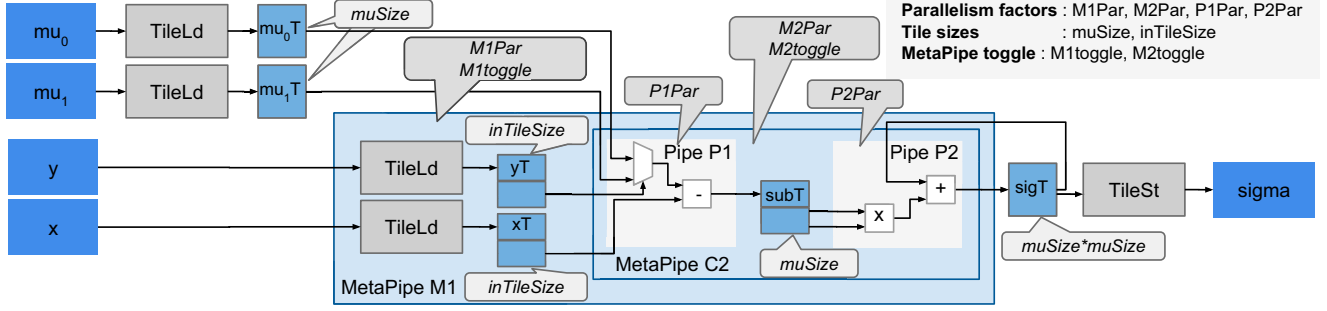 Parallelism factors : M1Par, M2Par, P1Par, P2Par
Tile sizes : muSize, inTileSize
MetaPipe toggle : M1toggle, M2toggle
mu0
TileLd
mu0T
muSize
mu1
TileLd
mu1T
M1Par
M1toggle
M2Par
M2toggle
P1Par
P2Par
inTileSize
Pipe P1
Pipe P2
y
TileLd
yT
-
subT
x
+
sigT
TileSt
sigma
x
TileLd
xT
muSize
muSize*muSize
MetaPipe C2
MetaPipe M1
inTileSize